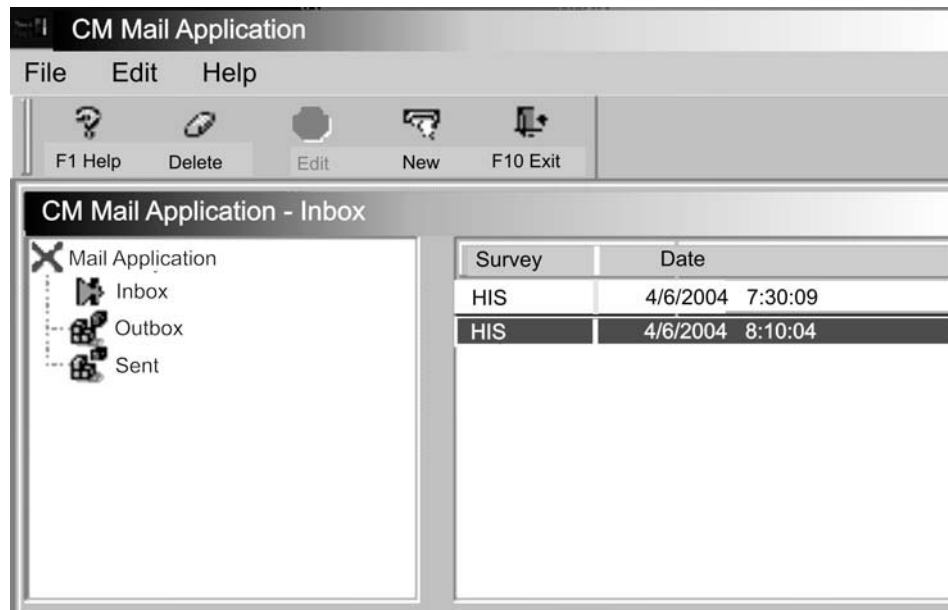 CM Mail Application
File Edit Help
F1 Help Delete Edit New F10 Exit
CM Mail Application - Inbox
Mail Application
Inbox
Outbox
Sent
Survey Date
HIS 4/6/2004 7:30:09
HIS 4/6/2004 8:10:04